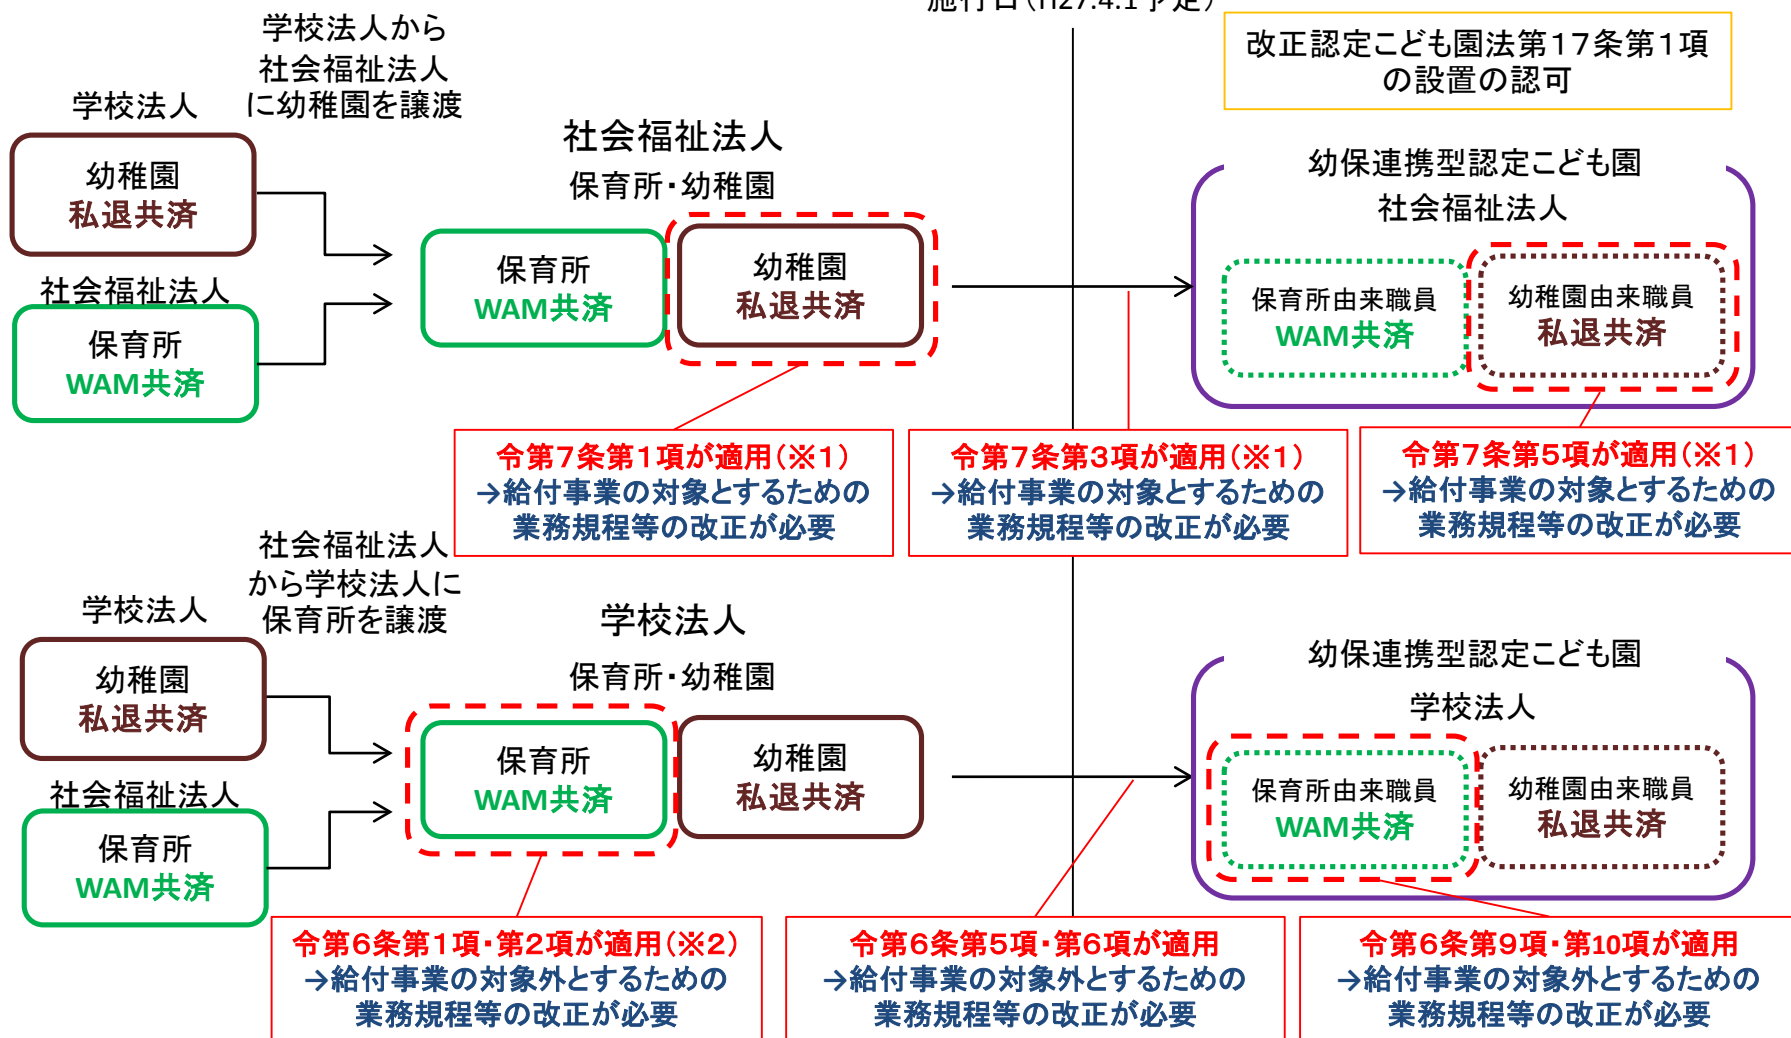 施行日(H27.4.1予定)
改正認定こども園法第17条第1項
の設置の認可
学校法人から
社会福祉法人
に幼稚園を譲渡
学校法人
幼稚園
私退共済
社会福祉法人
保育所
WAM共済
社会福祉法人
保育所・幼稚園
保育所
WAM共済
幼稚園
私退共済
幼保連携型認定こども園
社会福祉法人
保育所由来職員
WAM共済
幼稚園由来職員
私退共済
令第7条第1項が適用(※1)
→給付事業の対象とするための
業務規程等の改正が必要
令第7条第3項が適用(※1)
→給付事業の対象とするための
業務規程等の改正が必要
令第7条第5項が適用(※1)
→給付事業の対象とするための
業務規程等の改正が必要
社会福祉法人
から学校法人に
保育所を譲渡
学校法人
幼稚園
私退共済
社会福祉法人
保育所
WAM共済
学校法人
保育所・幼稚園
保育所
WAM共済
幼稚園
私退共済
幼保連携型認定こども園
学校法人
保育所由来職員
WAM共済
幼稚園由来職員
私退共済
令第6条第1項・第2項が適用(※2)
→給付事業の対象外とするための
業務規程等の改正が必要
令第6条第5項・第6項が適用
→給付事業の対象外とするための
業務規程等の改正が必要
令第6条第9項・第10項が適用
→給付事業の対象外とするための
業務規程等の改正が必要